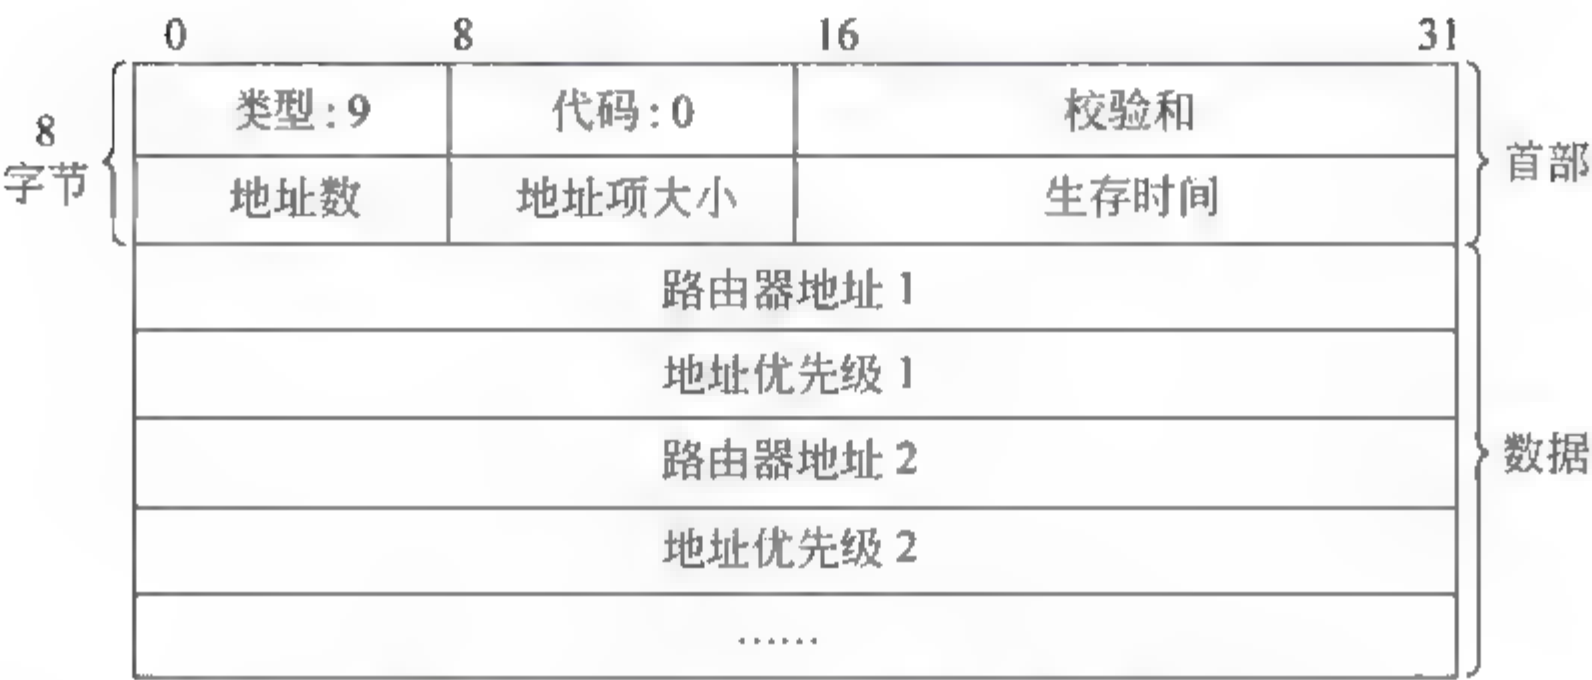 0 8 16 31
类型:9 代码:0 校验和
8
字节
首部
地址数 地址项大小 生存时间
路由器地址 1
地址优先级 1
路由器地址 2
数据
地址优先级 2
……